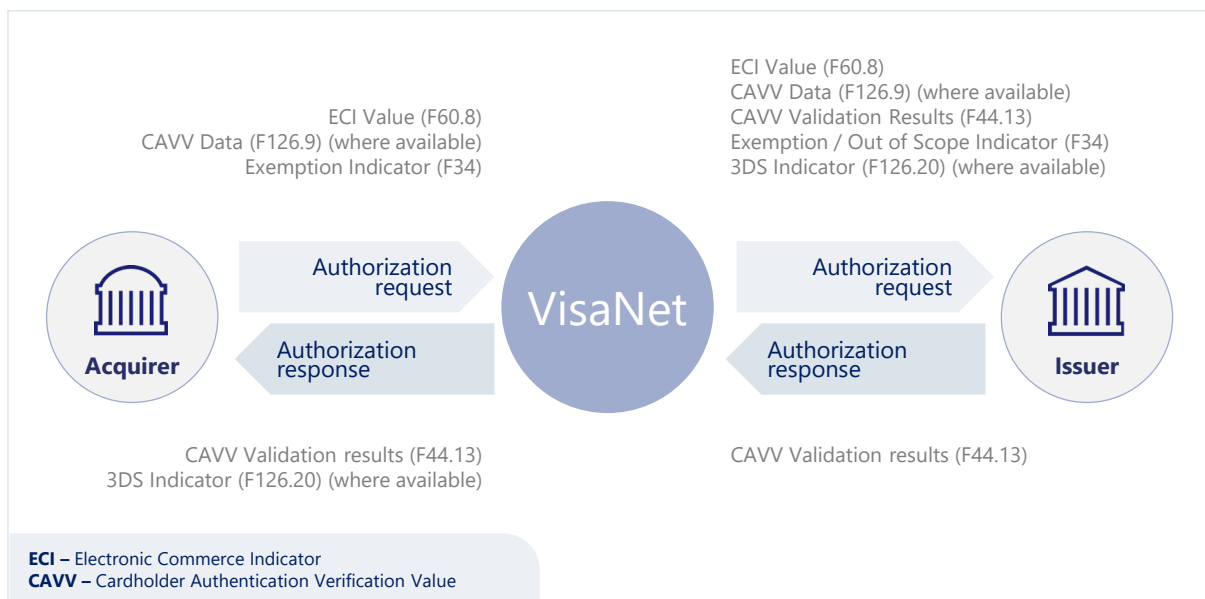 ECI Value (F60.8)
CAVV Data (F126.9) (where available)
Exemption Indicator (F34)
ECI Value (F60.8)
CAVV Data (F126.9) (where available)
CAVV Validation Results (F44.13)
Exemption / Out of Scope Indicator (F34)
3DS Indicator (F126.20) (where available)
Acquirer
Authorization
request
Authorization
response
VisaNet
Authorization
request
Authorization
response
Issuer
CAVV Validation results (F44.13)
3DS Indicator (F126.20) (where available)
CAVV Validation results (F44.13)
ECI – Electronic Commerce Indicator
CAVV – Cardholder Authentication Verification Value